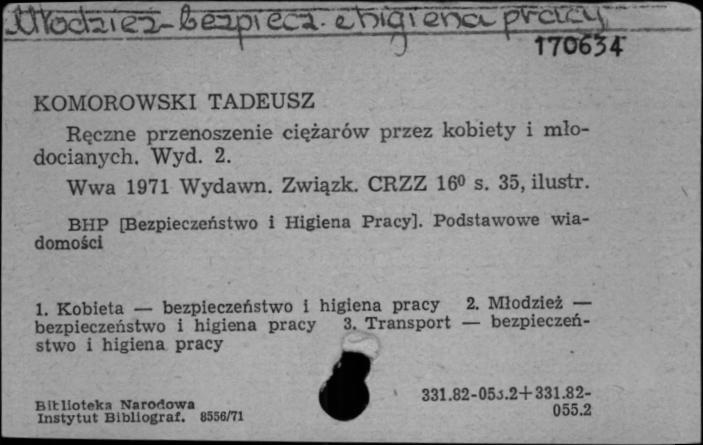 Młodzież-bezpiecz. i higiena pracy
170634
KOMOROWSKI TADEUSZ
Ręczne przenoszenie ciężarów przez kobiety i mło-
docianych. Wyd. 2.
Wwa 1971 Wydawn. Związk. CRZZ 16⁰ s. 35, ilustr.
BHP [Bezpieczeństwo i Higiena Pracy]. Podstawowe wia-
domości
1. Kobieta — bezpieczeństwo i higiena pracy 2. Młodzież —
bezpieczeństwo i higiena pracy 3. Transport — bezpieczeń-
stwo i higiena pracy
331.82-053.2+331.82-
055.2
Biblioteka Narodowa
Instytut Bibliograf. 8556/71